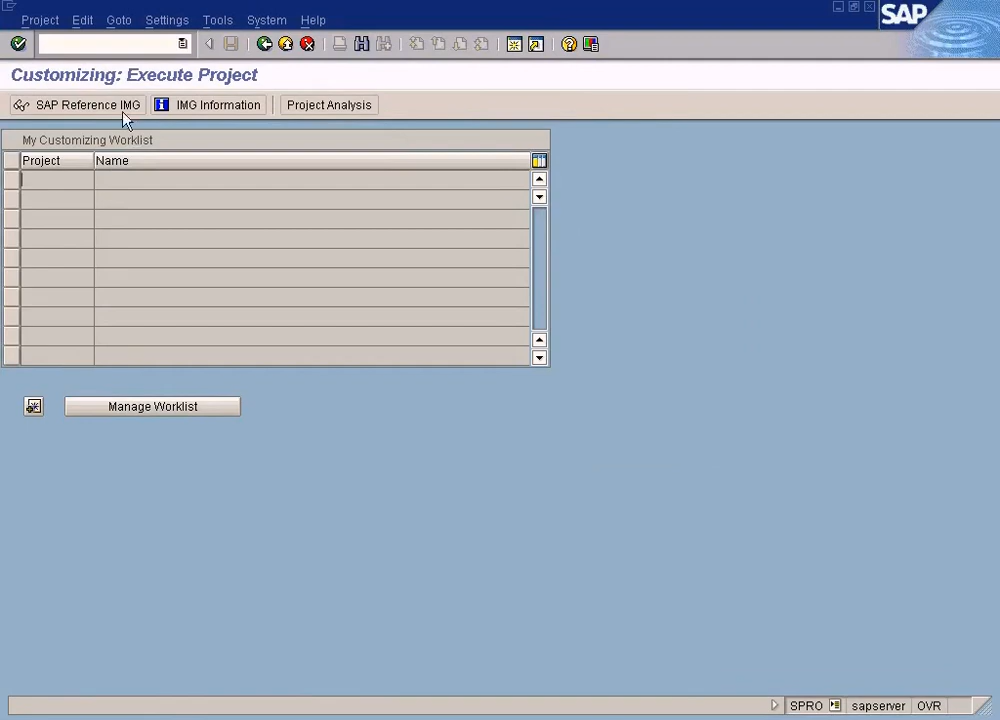 Project Edit Goto Settings Tools System Help
SAP
Customizing: Execute Project
SAP Reference IMG IMG Information Project Analysis
My Customizing Worklist
Project Name
Manage Worklist
SPRO sapserver OVR